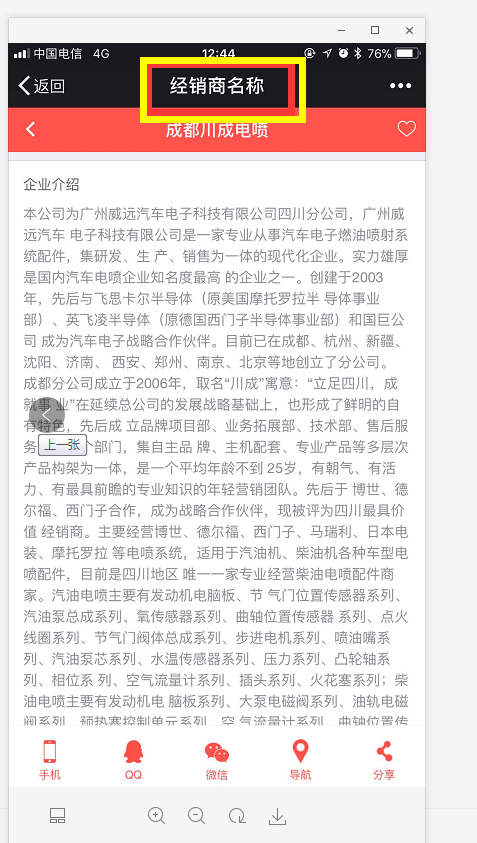 中国电信 4G 12:44 76%
返回 经销商名称
成都川成电喷
企业介绍
本公司为广州威远汽车电子科技有限公司四川分公司，广州威
远汽车 电子科技有限公司是一家专业从事汽车电子燃油喷射系
统配件，集研发、生 产、销售为一体的现代化企业。实力雄厚
是国内汽车电喷企业知名度最高 的企业之一。创建于2003
年，先后与飞思卡尔半导体（原美国摩托罗拉半 导体事业
部）、英飞凌半导体（原德国西门子半导体事业部）和国巨公
司 成为汽车电子战略合作伙伴。目前已在成都、杭州、新疆、
沈阳、济南、 西安、郑州、南京、北京等地创立了分公司。
成都分公司成立于2006年，取名“川成”寓意：“立足四川，成
就事 业”在延续总公司的发展战略基础上，也形成了鲜明的自
有特色，先后成 立品牌项目部、业务拓展部、技术部、售后服
务 个部门，集自主品 牌、主机配套、专业产品等多层次
上一张
产品构架为一体，是一个平均年龄不到 25岁，有朝气、有活
力、有最具前瞻的专业知识的年轻营销团队。先后于 博世、德
尔福、西门子合作，成为战略合作伙伴，现被评为四川最具价
值 经销商。主要经营博世、德尔福、西门子、马瑞利、日本电
装、摩托罗拉 等电喷系统，适用于汽油机、柴油机各种车型电
喷配件，目前是四川地区 唯一一家专业经营柴油电喷配件商
家。汽油电喷主要有发动机电脑板、节 气门位置传感器系列、
汽油泵总成系列、氧传感器系列、曲轴位置传感器 系列、点火
线圈系列、节气门阀体总成系列、步进电机系列、喷油嘴系
列、汽油泵芯系列、水温传感器系列、压力系列、凸轮轴系
列、相位系 列、空气流量计系列、插头系列、火花塞系列；柴
油电喷主要有发动机电 脑板系列、大泵电磁阀系列、油轨电磁
阀系列、预热塞控制单元系列、空 气流量计系列、曲轴位置传
手机 QQ 微信 导航 分享